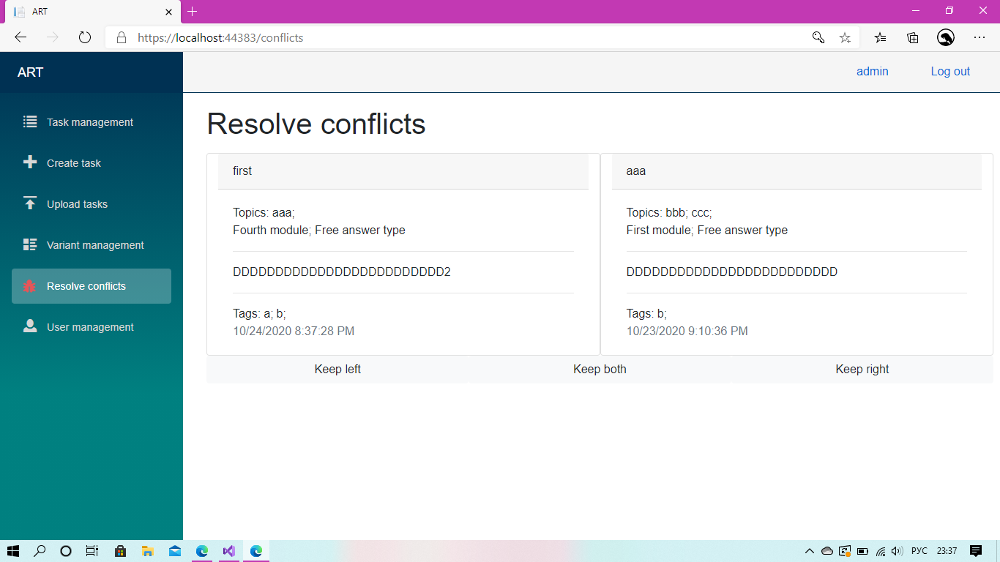 ART
https://localhost:44383/conflicts
ART
admin
Log out
Task management
Create task
Upload tasks
Variant management
Resolve conflicts
User management
Resolve conflicts
first
Topics: aaa;
Fourth module; Free answer type
DDDDDDDDDDDDDDDDDDDDDDDDD2
Tags: a; b;
10/24/2020 8:37:28 PM
aaa
Topics: bbb; ccc;
First module; Free answer type
DDDDDDDDDDDDDDDDDDDDDDDDD
Tags: b;
10/23/2020 9:10:36 PM
Keep left
Keep both
Keep right
РУС
23:37